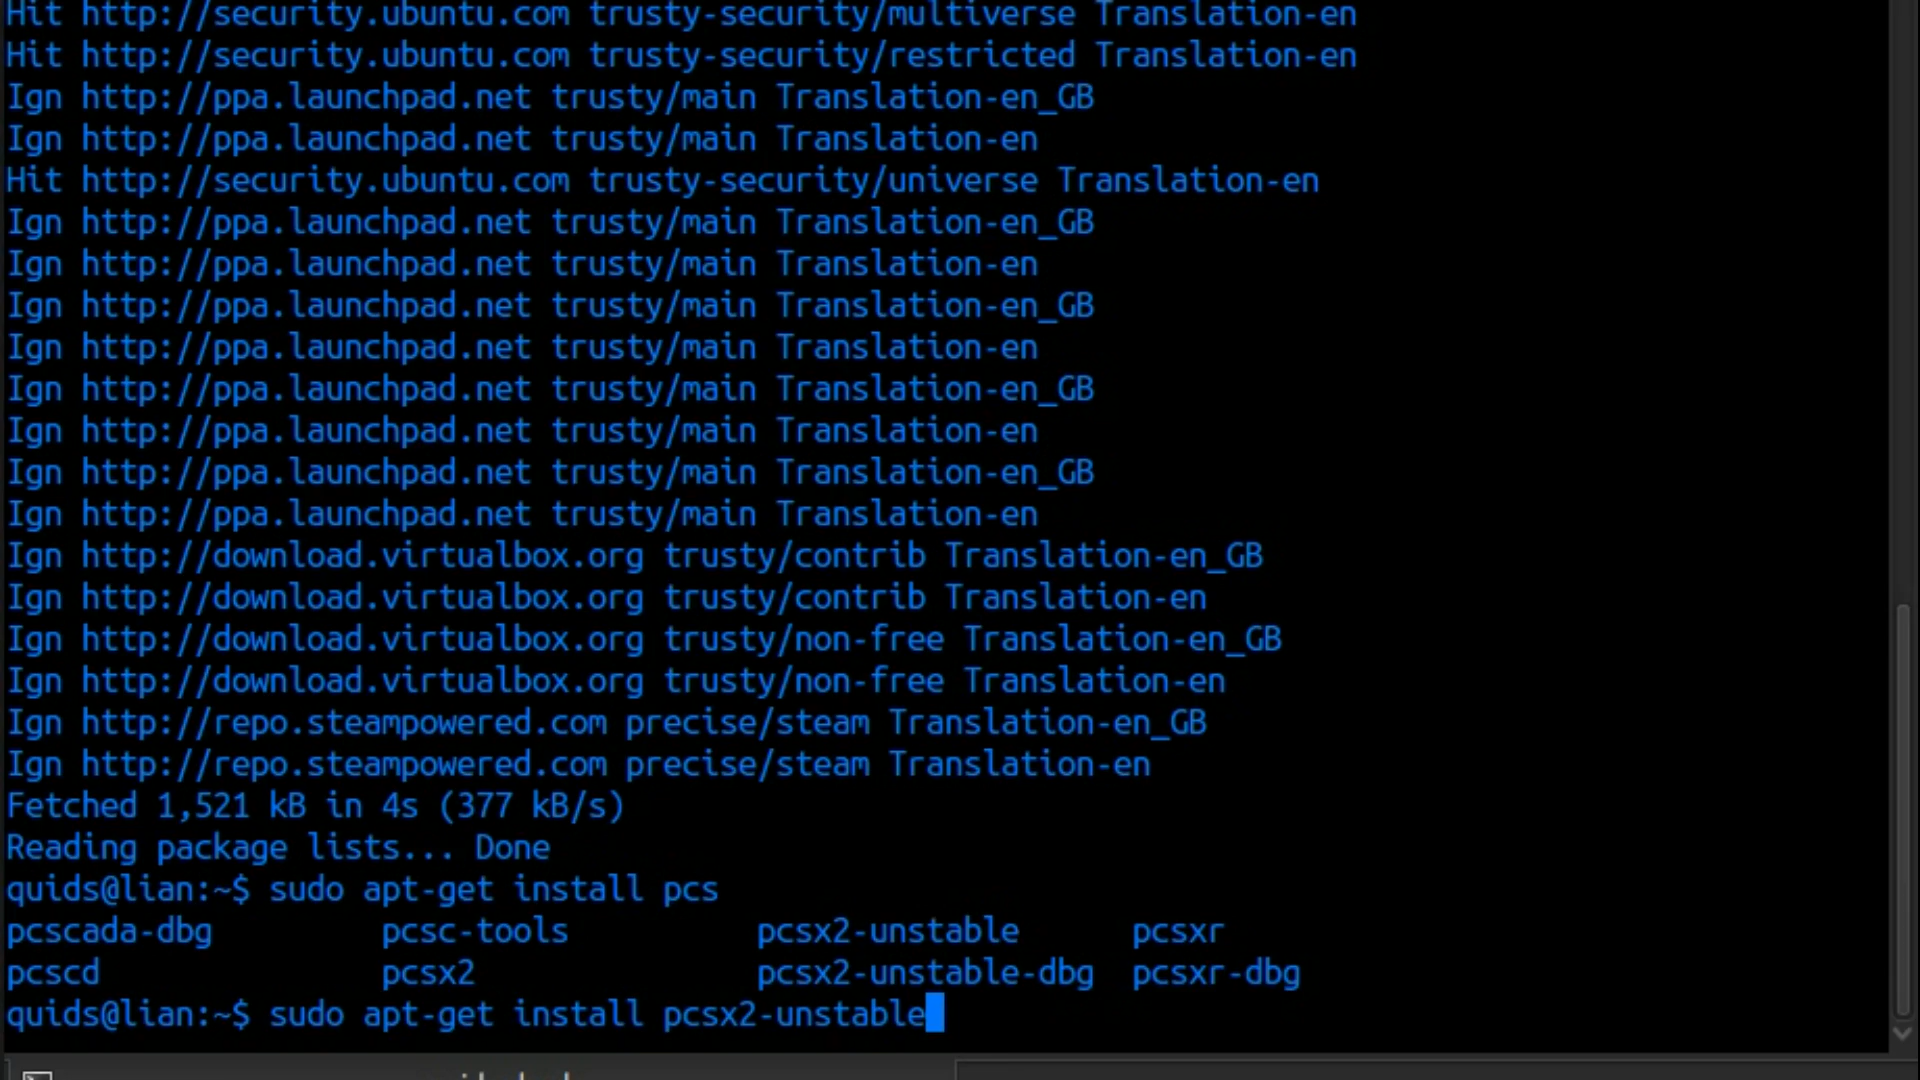 Hit http://security.ubuntu.com trusty-security/multiverse Translation-en
Hit http://security.ubuntu.com trusty-security/restricted Translation-en
Ign http://ppa.launchpad.net trusty/main Translation-en_GB
Ign http://ppa.launchpad.net trusty/main Translation-en
Hit http://security.ubuntu.com trusty-security/universe Translation-en
Ign http://ppa.launchpad.net trusty/main Translation-en_GB
Ign http://ppa.launchpad.net trusty/main Translation-en
Ign http://ppa.launchpad.net trusty/main Translation-en_GB
Ign http://ppa.launchpad.net trusty/main Translation-en
Ign http://ppa.launchpad.net trusty/main Translation-en_GB
Ign http://ppa.launchpad.net trusty/main Translation-en
Ign http://ppa.launchpad.net trusty/main Translation-en_GB
Ign http://ppa.launchpad.net trusty/main Translation-en
Ign http://download.virtualbox.org trusty/contrib Translation-en_GB
Ign http://download.virtualbox.org trusty/contrib Translation-en
Ign http://download.virtualbox.org trusty/non-free Translation-en_GB
Ign http://download.virtualbox.org trusty/non-free Translation-en
Ign http://repo.steampowered.com precise/steam Translation-en_GB
Ign http://repo.steampowered.com precise/steam Translation-en
Fetched 1,521 kB in 4s (377 kB/s)
Reading package lists... Done
quids@lian:~$ sudo apt-get install pcs
pcscada-dbg pcsc-tools pcsx2-unstable pcsxr
pcscd pcsx2 pcsx2-unstable-dbg pcsxr-dbg
quids@lian:~$ sudo apt-get install pcsx2-unstable